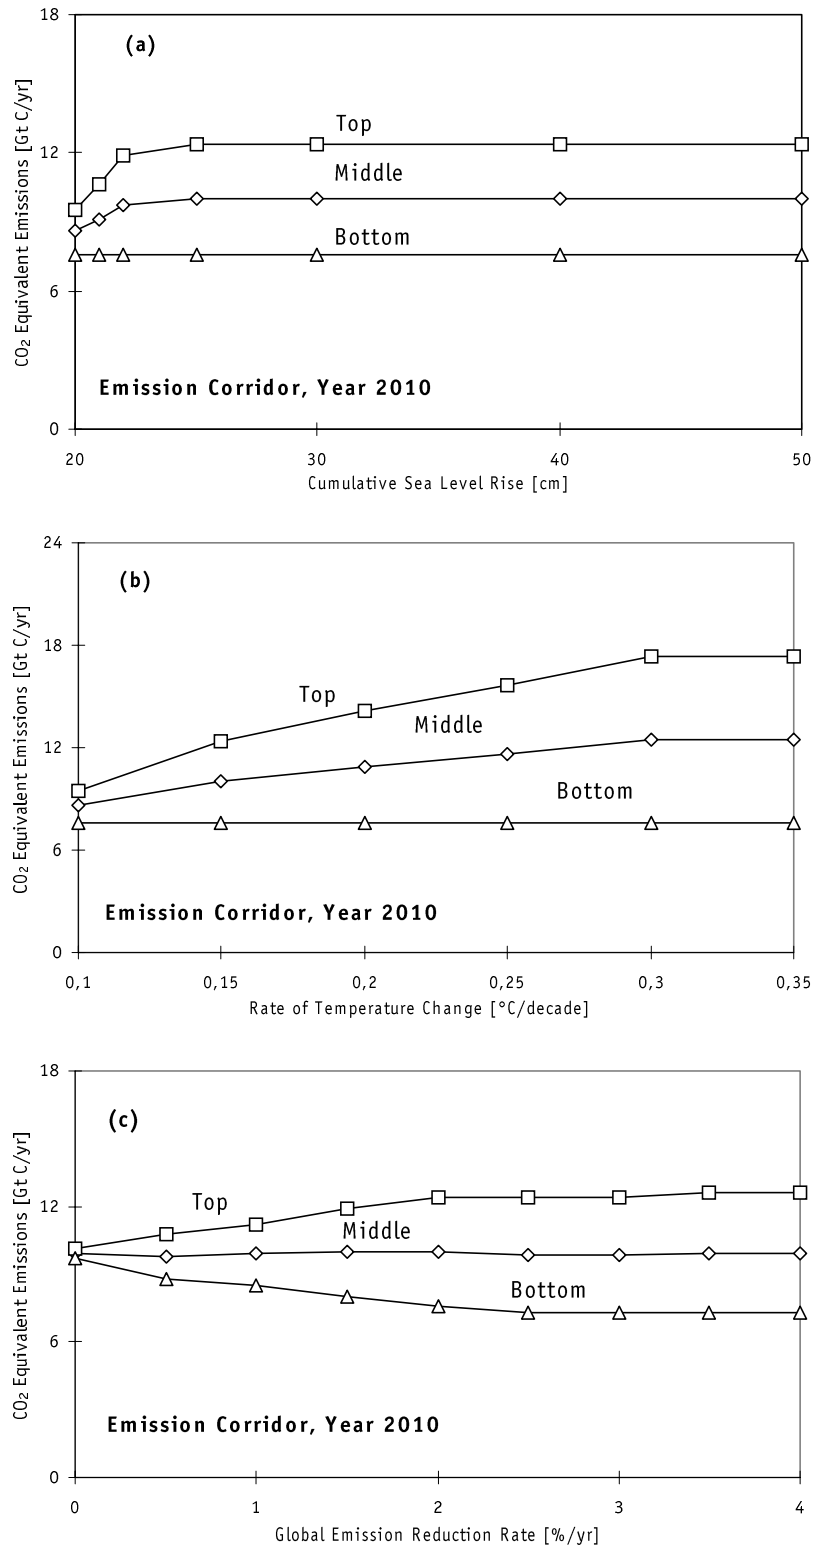 18
(a)
Top
12
Middle
Bottom
6
CO2 Equivalent Emissions [Gt C/yr]
Emission Corridor, Year 2010
0
20 30 40 50
Cumulative Sea Level Rise [cm]
24
(b)
18
Top
Middle
12
Bottom
6
CO2 Equivalent Emissions [Gt C/yr]
Emission Corridor, Year 2010
0
0,1 0,15 0,2 0,25 0,3 0,35
Rate of Temperature Change [°C/decade]
18
(c)
Top
12
Middle
Bottom
6
CO2 Equivalent Emissions [Gt C/yr]
Emission Corridor, Year 2010
0
0 1 2 3 4
Global Emission Reduction Rate [%/yr]